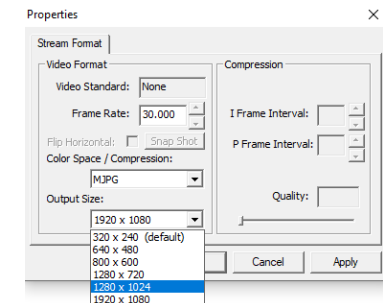 Properties
Stream Format
Video Format
Video Standard: None
Frame Rate: 30.000
Flip Horizontal: Snap Shot
Color Space / Compression:
MJPG
Output Size:
1920 x 1080
320 x 240 (default)
640 x 480
800 x 600
1280 x 720
1280 x 1024
1920 x 1080
Compression
I Frame Interval:
P Frame Interval:
Quality:
Cancel
Apply